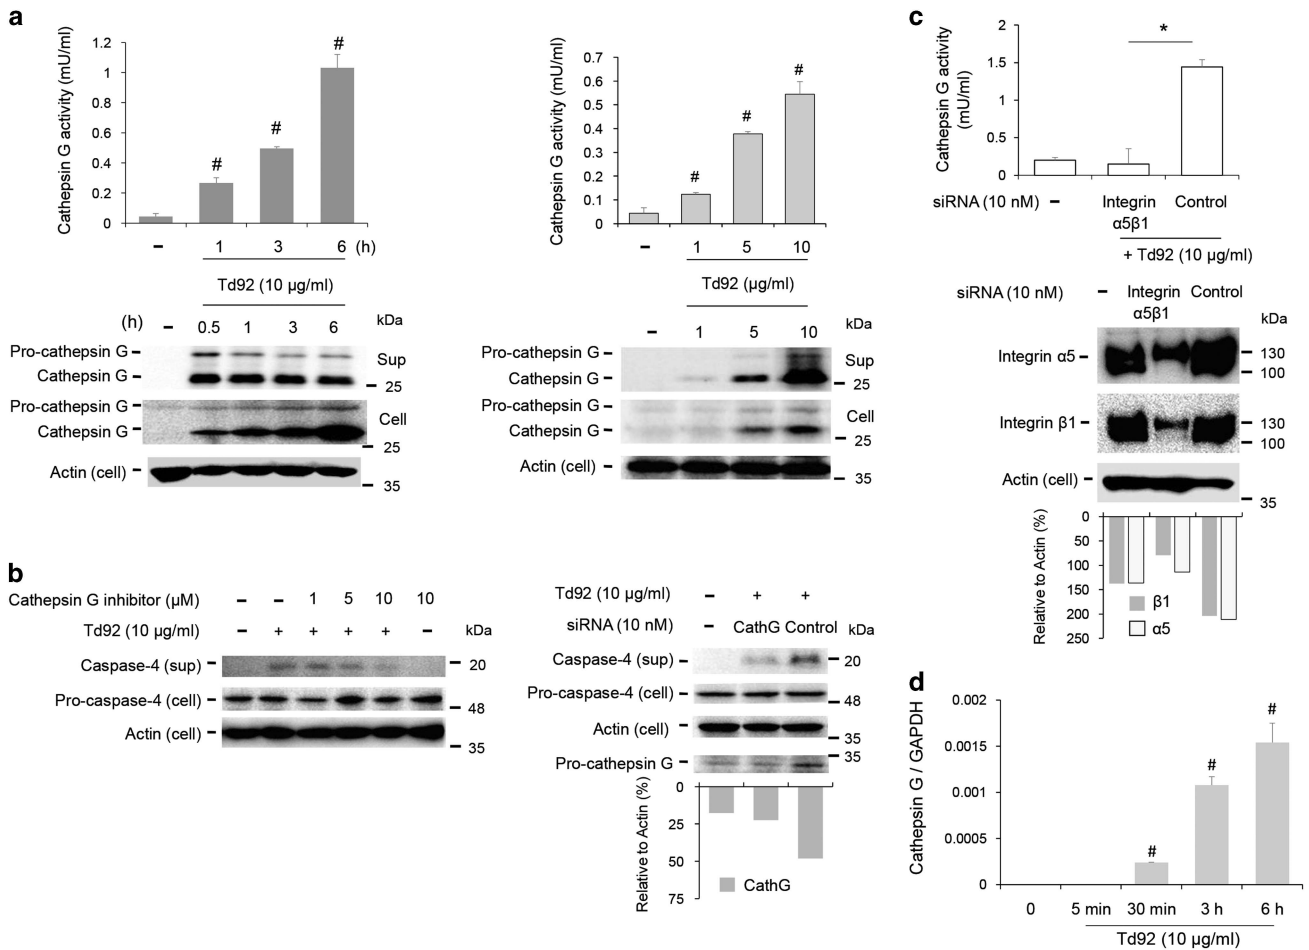 a
Cathepsin G activity (mU/ml)
1.2
1
0.8
0.6
0.4
0.2
0
#
#
#
– 1 3 6 (h)
Td92 (10 µg/ml)
(h) – 0.5 1 3 6 kDa
Pro-cathepsin G
Cathepsin G
Sup
25
Pro-cathepsin G
Cathepsin G
Cell
25
Actin (cell)
35
Cathepsin G activity (mU/ml)
0.7
0.6
0.5
0.4
0.3
0.2
0.1
0
#
#
#
– 1 5 10
Td92 (µg/ml)
– 1 5 10 kDa
Pro-cathepsin G
Cathepsin G
Sup
25
Pro-cathepsin G
Cathepsin G
Cell
25
Actin (cell)
35
b
Cathepsin G inhibitor (µM) – – 1 5 10 10
Td92 (10 µg/ml) – + + + + – kDa
Caspase-4 (sup) 20
Pro-caspase-4 (cell) 48
Actin (cell) 35
Td92 (10 µg/ml) – + +
siRNA (10 nM) – CathG Control kDa
Caspase-4 (sup) 20
Pro-caspase-4 (cell) 48
Actin (cell) 35
Pro-cathepsin G 35
Relative to Actin (%)
0
25
50
75
CathG
c
Cathepsin G activity
(mU/ml)
2
1.5
1
0.5
0
*
siRNA (10 nM) – Integrin α5β1 Control
+ Td92 (10 µg/ml)
siRNA (10 nM) – Integrin α5β1 Control
kDa
Integrin α5 130
100
Integrin β1 130
100
Actin (cell)
35
Relative to Actin (%)
0
50
100
150
200
250
β1
α5
d
Cathepsin G / GAPDH
0.002
0.0015
0.001
0.0005
0
#
#
#
0 5 min 30 min 3 h 6 h
Td92 (10 µg/ml)